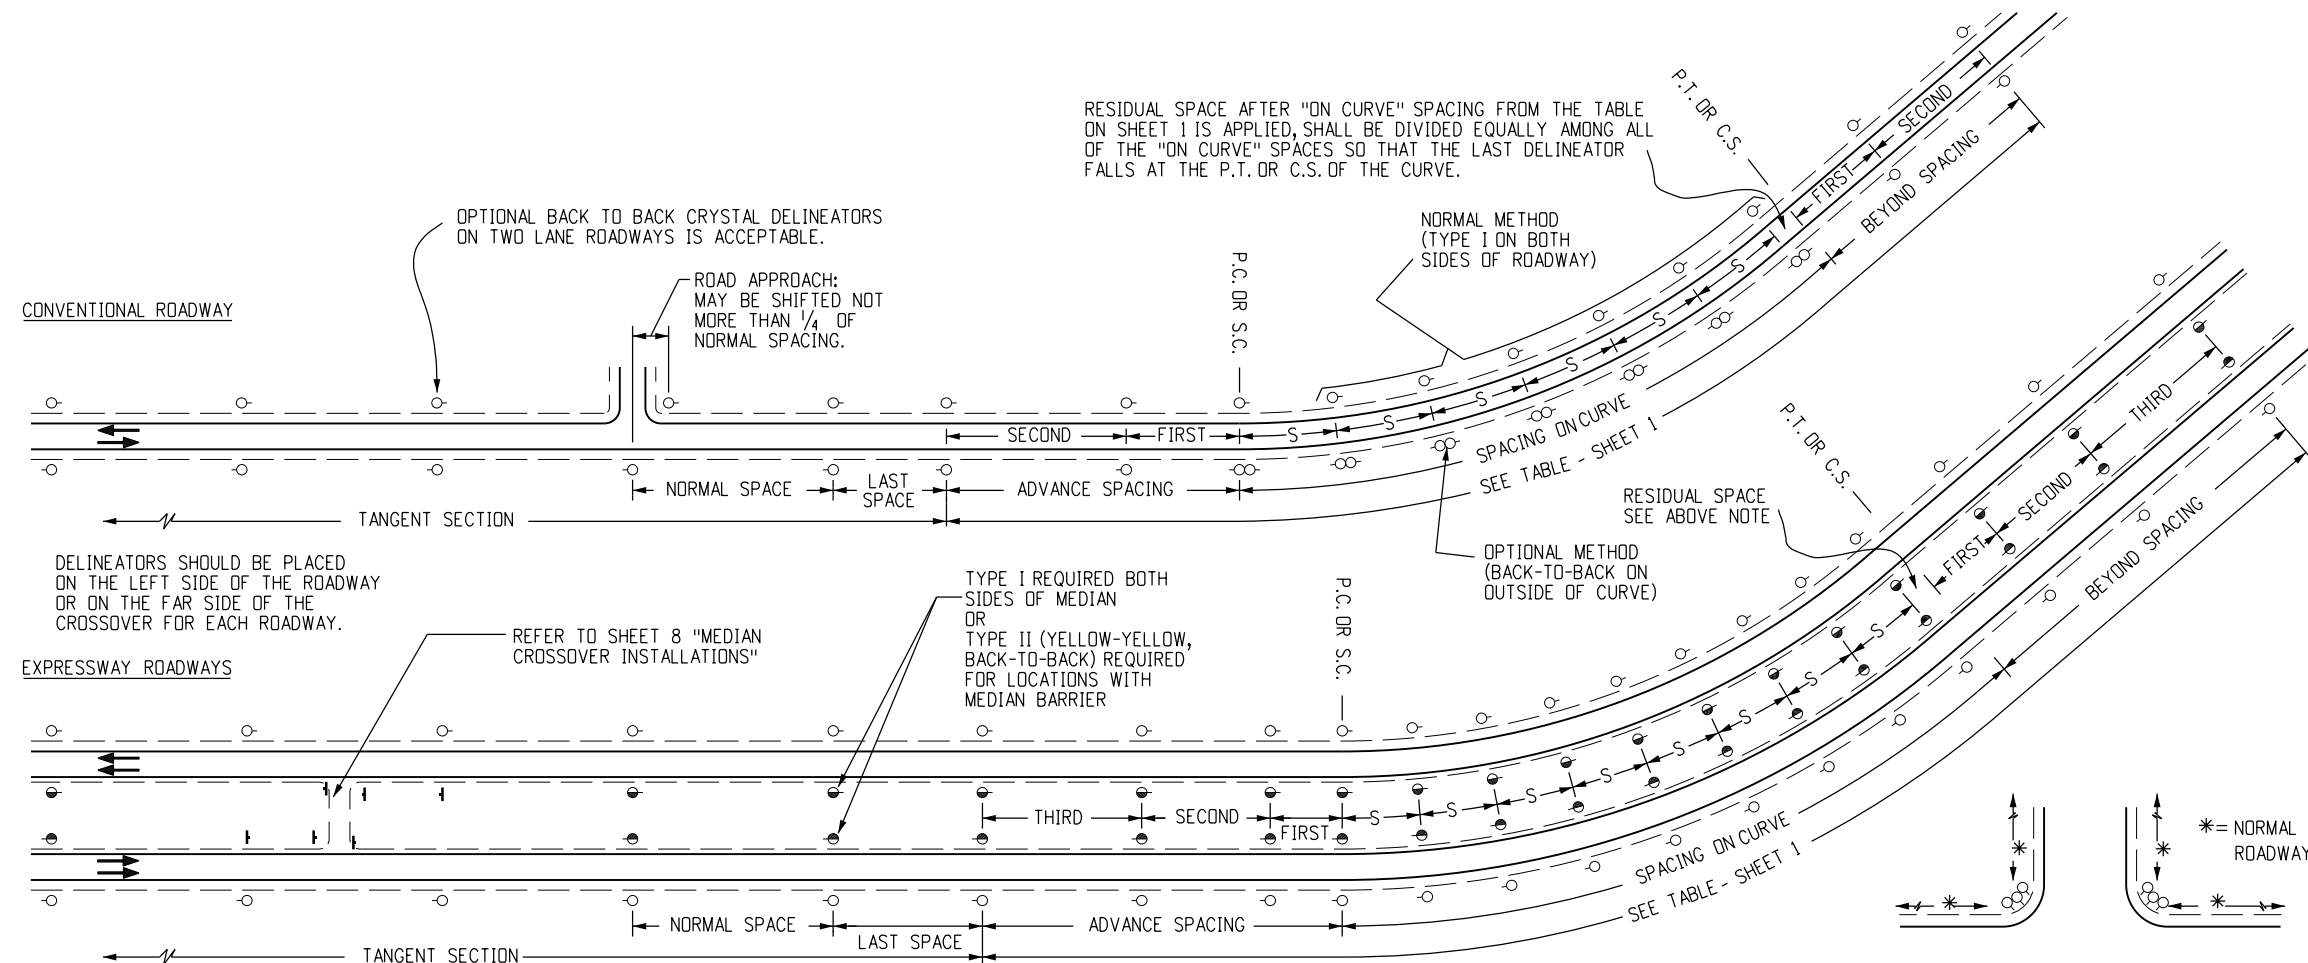 RESIDUAL SPACE AFTER "ON CURVE" SPACING FROM THE TABLE
ON SHEET 1 IS APPLIED, SHALL BE DIVIDED EQUALLY AMONG ALL
OF THE "ON CURVE" SPACES SO THAT THE LAST DELINEATOR
FALLS AT THE P.T. OR C.S. OF THE CURVE.
P.T. OR C.S.
SECOND
FIRST
BEYOND SPACING
OPTIONAL BACK TO BACK CRYSTAL DELINEATORS
ON TWO LANE ROADWAYS IS ACCEPTABLE.
NORMAL METHOD
(TYPE I ON BOTH
SIDES OF ROADWAY)
P.C. OR S.C.
ROAD APPROACH:
MAY BE SHIFTED NOT
MORE THAN 1/4 OF
NORMAL SPACING.
CONVENTIONAL ROADWAY
SECOND
FIRST
S
S
S
S
S
S
NORMAL SPACE
LAST
SPACE
ADVANCE SPACING
SPACING ON CURVE
SEE TABLE - SHEET 1
TANGENT SECTION
OPTIONAL METHOD
(BACK-TO-BACK ON
OUTSIDE OF CURVE)
DELINEATORS SHOULD BE PLACED
ON THE LEFT SIDE OF THE ROADWAY
OR ON THE FAR SIDE OF THE
CROSSOVER FOR EACH ROADWAY.
REFER TO SHEET 8 "MEDIAN
CROSSOVER INSTALLATIONS"
TYPE I REQUIRED BOTH
SIDES OF MEDIAN
OR
TYPE II (YELLOW-YELLOW,
BACK-TO-BACK) REQUIRED
FOR LOCATIONS WITH
MEDIAN BARRIER
P.C. OR S.C.
RESIDUAL SPACE
SEE ABOVE NOTE
P.T. OR C.S.
THIRD
SECOND
FIRST
BEYOND SPACING
EXPRESSWAY ROADWAYS
THIRD
SECOND
FIRST
S
S
S
S
S
S
S
S
NORMAL SPACE
LAST SPACE
ADVANCE SPACING
SPACING ON CURVE
SEE TABLE - SHEET 1
TANGENT SECTION
*
*
*
*
*= NORMAL
ROADWAY